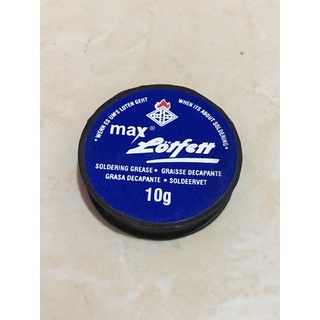 "WENN ES UM'S LÖTEN GEHT
WHEN ITS ABOUT SOLDERING"
max®
Lötfett
SOLDERING GREASE • GRAISSE DECAPANTE
GRASA DECAPANTE • SOLDEERVET
10g